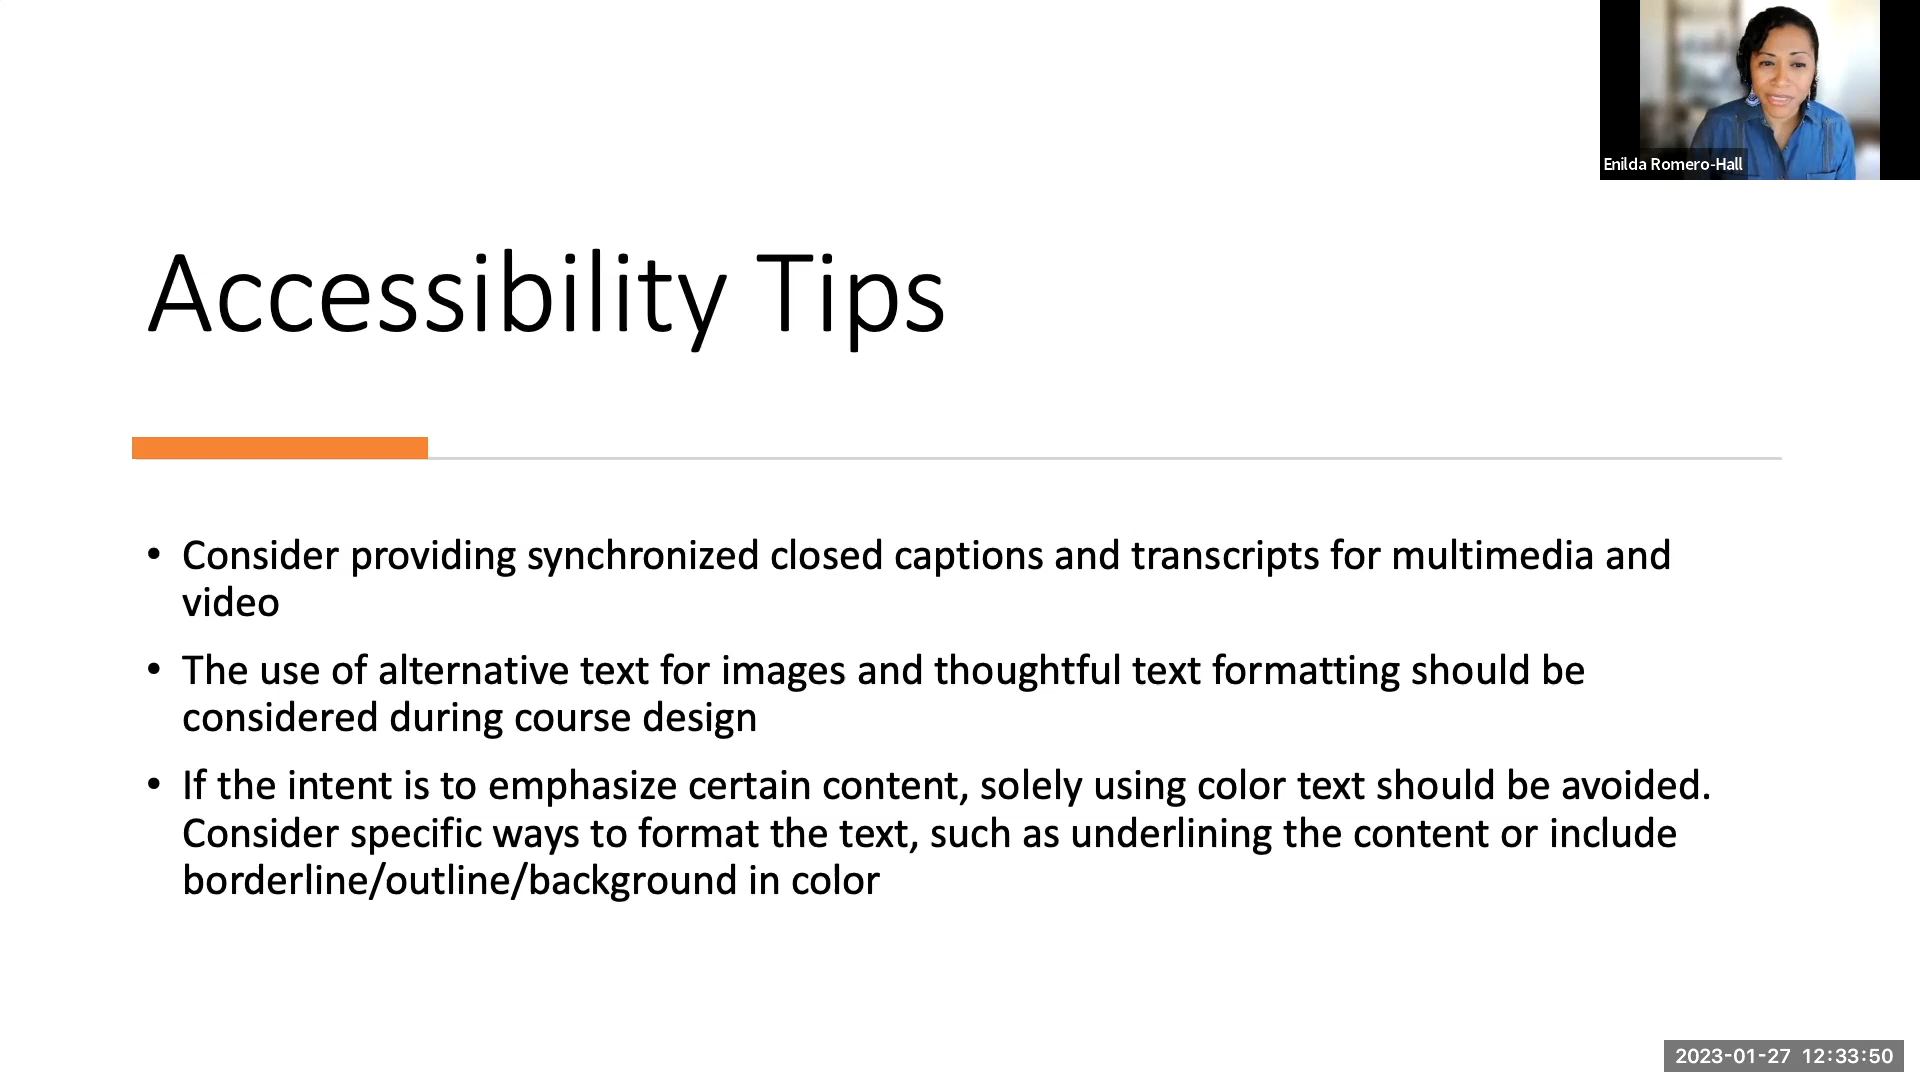 Enilda Romero-Hall
Accessibility Tips
• Consider providing synchronized closed captions and transcripts for multimedia and
video
• The use of alternative text for images and thoughtful text formatting should be
considered during course design
• If the intent is to emphasize certain content, solely using color text should be avoided.
Consider specific ways to format the text, such as underlining the content or include
borderline/outline/background in color
2023-01-27 12:33:50